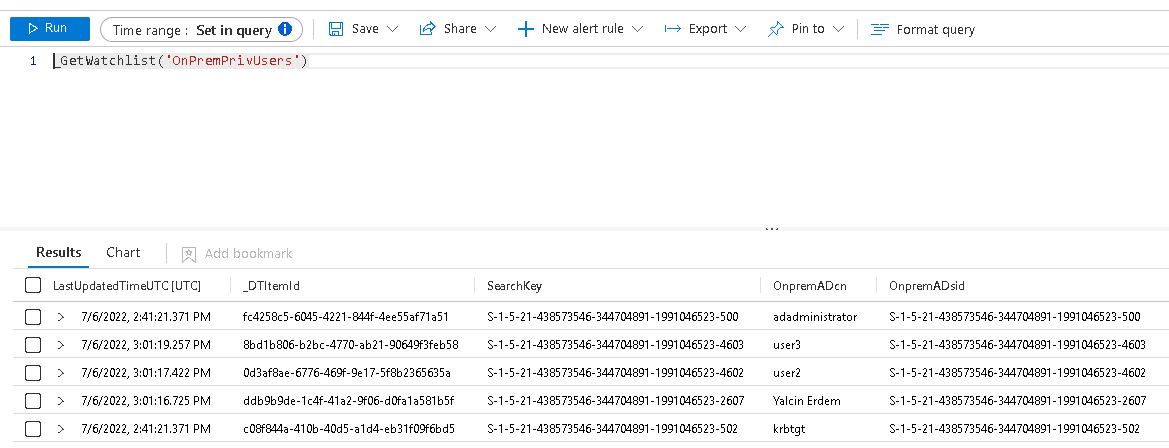 Run Time range : Set in query Save Share New alert rule Export Pin to Format query
1 _GetWatchlist('OnPremPrivUsers')
Results Chart Add bookmark
LastUpdatedTimeUTC [UTC] _DTItemId SearchKey OnpremADcn OnpremADsid
7/6/2022, 2:41:21.371 PM fc4258c5-6045-4221-844f-4ee55af71a51 S-1-5-21-438573546-344704891-1991046523-500 adadministrator S-1-5-21-438573546-344704891-1991046523-500
7/6/2022, 3:01:19.257 PM 8bd1b806-b2bc-4770-ab21-90649f3feb58 S-1-5-21-438573546-344704891-1991046523-4603 user3 S-1-5-21-438573546-344704891-1991046523-4603
7/6/2022, 3:01:17.422 PM 0d3af8ae-6776-469f-9e17-5f8b2365635a S-1-5-21-438573546-344704891-1991046523-4602 user2 S-1-5-21-438573546-344704891-1991046523-4602
7/6/2022, 3:01:16.725 PM ddb9b9de-1c4f-41a2-9f06-d0fa1a581b5f S-1-5-21-438573546-344704891-1991046523-2607 Yalcin Erdem S-1-5-21-438573546-344704891-1991046523-2607
7/6/2022, 2:41:21.371 PM c08f844a-410b-40d5-a1d4-eb31f09f6bd5 S-1-5-21-438573546-344704891-1991046523-502 krbtgt S-1-5-21-438573546-344704891-1991046523-502